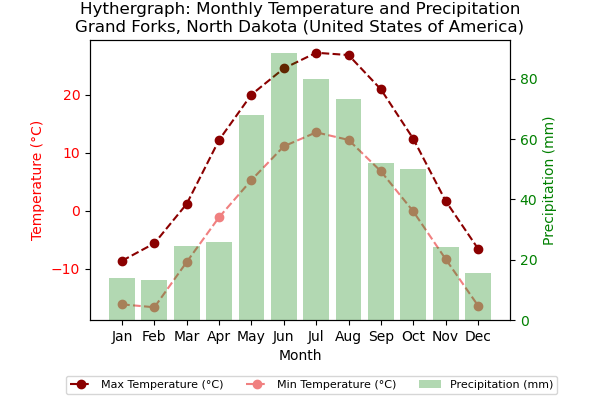 Hythergraph: Monthly Temperature and Precipitation
Grand Forks, North Dakota (United States of America)
Temperature (°C)
20
10
0
−10
80
60
40
20
0
Precipitation (mm)
Jan Feb Mar Apr May Jun Jul Aug Sep Oct Nov Dec
Month
Max Temperature (°C) Min Temperature (°C) Precipitation (mm)